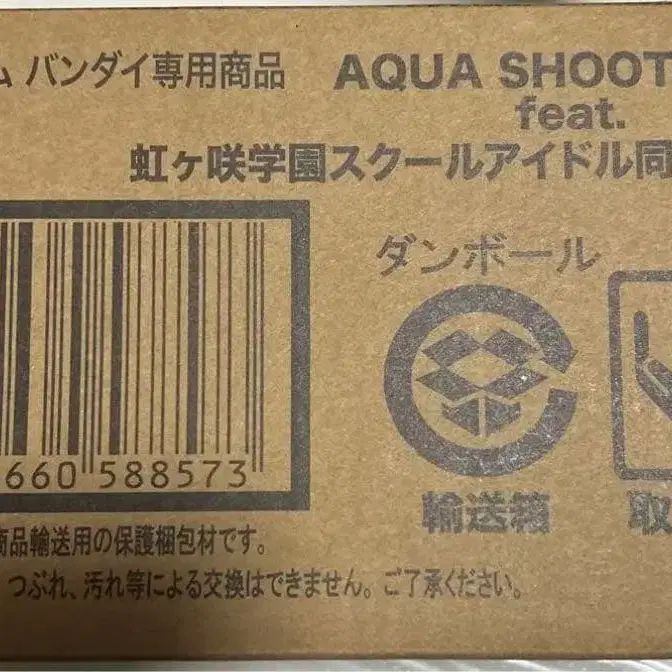 ム バンダイ専用商品 AQUA SHOOT
feat.
虹ヶ咲学園スクールアイドル同
ダンボール
660 588573
輸送箱
取
商品輸送用の保護梱包材です。
つぶれ、汚れ等による交換はできません。ご了承ください。